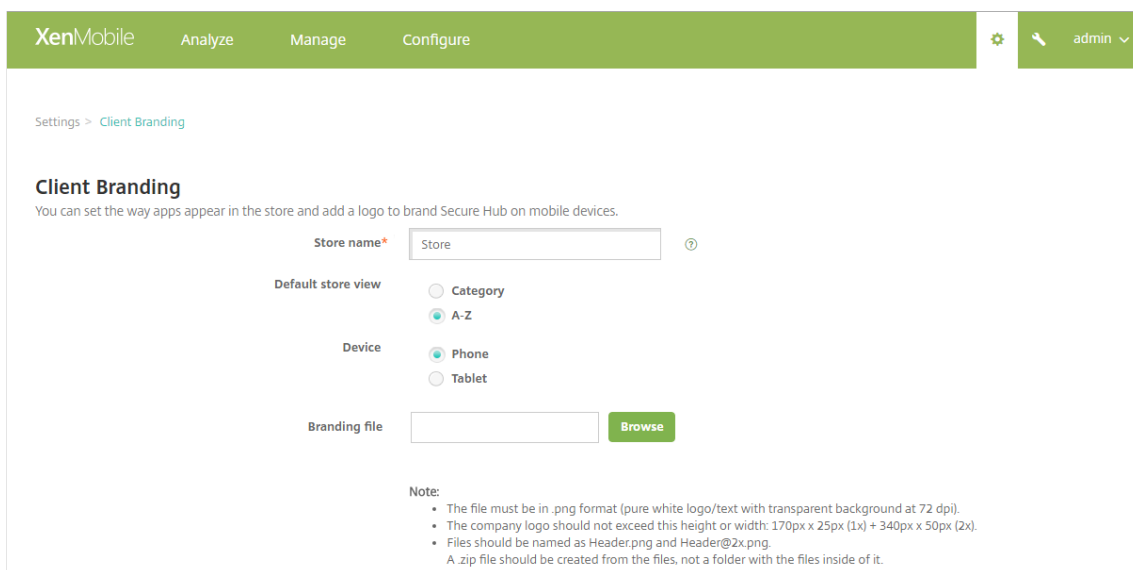 XenMobile Analyze Manage Configure admin
Settings > Client Branding
Client Branding
You can set the way apps appear in the store and add a logo to brand Secure Hub on mobile devices.
Store name* Store
Default store view
Category
A-Z
Device
Phone
Tablet
Branding file Browse
Note:
• The file must be in .png format (pure white logo/text with transparent background at 72 dpi).
• The company logo should not exceed this height or width: 170px x 25px (1x) + 340px x 50px (2x).
• Files should be named as Header.png and Header@2x.png.
A .zip file should be created from the files, not a folder with the files inside of it.